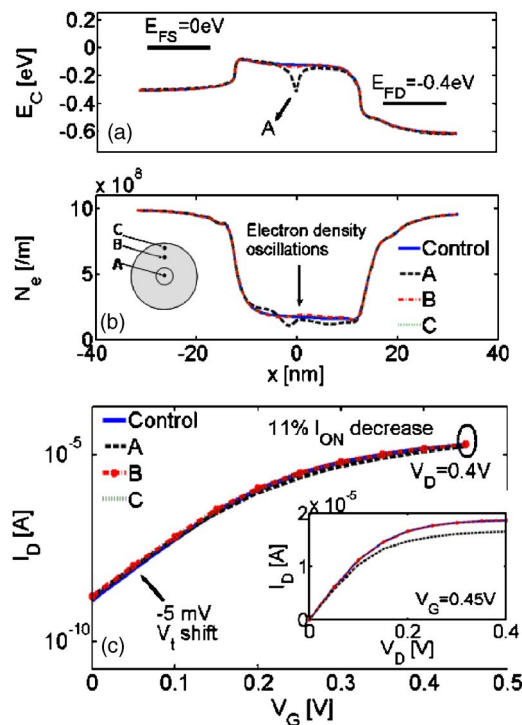 0.2
0
-0.2
-0.4
-0.6
E_C [eV]
E_FS=0eV
E_FD=-0.4eV
A
(a)
x 10^8
10
5
0
N_e [/m]
C
B
A
Electron density
oscillations
Control
A
B
C
(b)
-40 -20 0 20 40
x [nm]
Control
A
B
C
11% I_ON decrease
V_D=0.4V
10^-5
10^-10
I_D [A]
-5 mV
V_t shift
(c)
2 x 10^-5
1
0
I_D [A]
V_G=0.45V
0 0.2 0.4
V_D [V]
0 0.1 0.2 0.3 0.4 0.5
V_G [V]